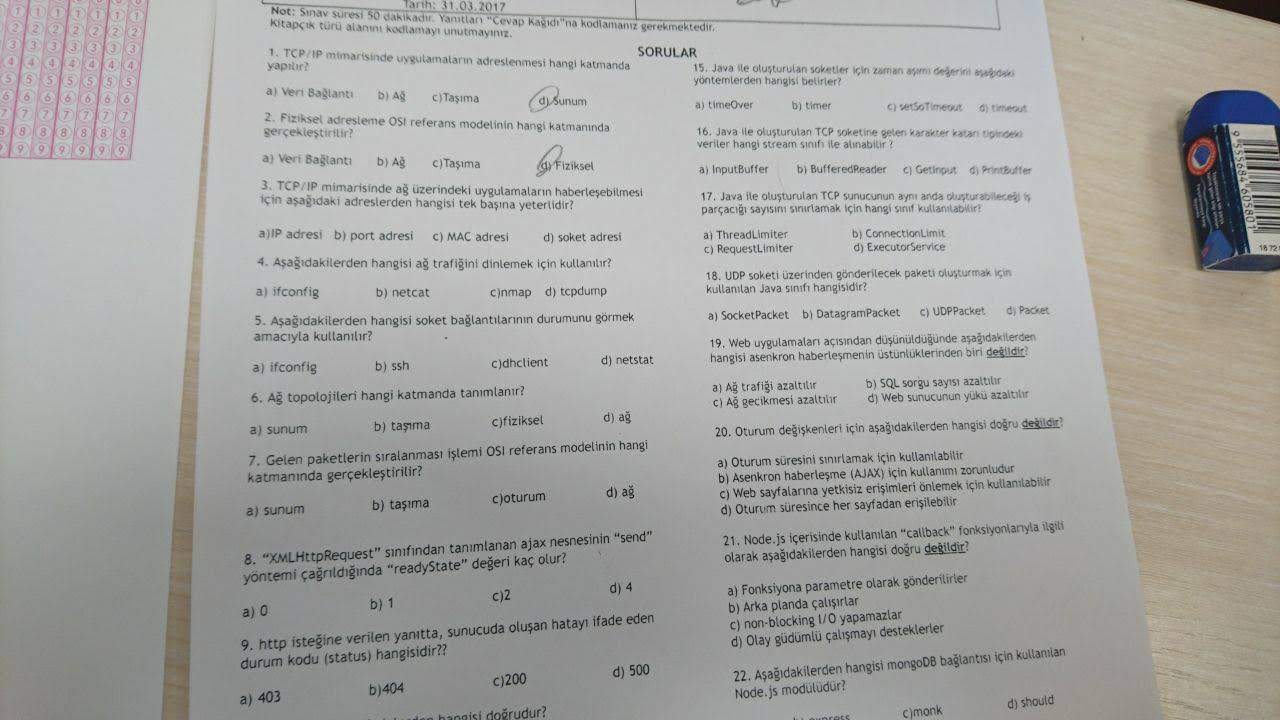 Tarih: 31.03.2017
Not: Sınav süresi 50 dakikadır. Yanıtları "Cevap Kağıdı"na kodlamanız gerekmektedir.
Kitapçık türü alanını kodlamayı unutmayınız.
SORULAR
1. TCP/IP mimarisinde uygulamaların adreslenmesi hangi katmanda
yapılır?
a) Veri Bağlantı b) Ağ c)Taşıma d) Sunum
2. Fiziksel adresleme OSI referans modelinin hangi katmanında
gerçekleştirilir?
a) Veri Bağlantı b) Ağ c)Taşıma d) Fiziksel
3. TCP/IP mimarisinde ağ üzerindeki uygulamaların haberleşebilmesi
için aşağıdaki adreslerden hangisi tek başına yeterlidir?
a)IP adresi b) port adresi c) MAC adresi d) soket adresi
4. Aşağıdakilerden hangisi ağ trafiğini dinlemek için kullanılır?
a) ifconfig b) netcat c)nmap d) tcpdump
5. Aşağıdakilerden hangisi soket bağlantılarının durumunu görmek
amacıyla kullanılır?
a) ifconfig b) ssh c)dhclient d) netstat
6. Ağ topolojileri hangi katmanda tanımlanır?
a) sunum b) taşıma c)fiziksel d) ağ
7. Gelen paketlerin sıralanması işlemi OSI referans modelinin hangi
katmanında gerçekleştirilir?
a) sunum b) taşıma c)oturum d) ağ
8. "XMLHttpRequest" sınıfından tanımlanan ajax nesnesinin "send"
yöntemi çağrıldığında "readyState" değeri kaç olur?
a) 0 b) 1 c)2 d) 4
9. http isteğine verilen yanıtta, sunucuda oluşan hatayı ifade eden
durum kodu (status) hangisidir??
a) 403 b)404 c)200 d) 500
hangisi doğrudur?
15. Java ile oluşturulan soketler için zaman aşımı değerini aşağıdaki
yöntemlerden hangisi belirler?
a) timeOver b) timer c) setSoTimeout d) timeout
16. Java ile oluşturulan TCP soketine gelen karakter katarı tipindeki
veriler hangi stream sınıfı ile alınabilir ?
a) InputBuffer b) BufferedReader c) GetInput d) PrintBuffer
17. Java ile oluşturulan TCP sunucunun aynı anda oluşturabileceği iş
parçacığı sayısını sınırlamak için hangi sınıf kullanılabilir?
a) ThreadLimiter b) ConnectionLimit
c) RequestLimiter d) ExecutorService
18. UDP soketi üzerinden gönderilecek paketi oluşturmak için
kullanılan Java sınıfı hangisidir?
a) SocketPacket b) DatagramPacket c) UDPPacket d) Packet
19. Web uygulamaları açısından düşünüldüğünde aşağıdakilerden
hangisi asenkron haberleşmenin üstünlüklerinden biri değildir?
a) Ağ trafiği azaltılır b) SQL sorgu sayısı azaltılır
c) Ağ gecikmesi azaltılır d) Web sunucunun yükü azaltılır
20. Oturum değişkenleri için aşağıdakilerden hangisi doğru değildir?
a) Oturum süresini sınırlamak için kullanılabilir
b) Asenkron haberleşme (AJAX) için kullanımı zorunludur
c) Web sayfalarına yetkisiz erişimleri önlemek için kullanılabilir
d) Oturum süresince her sayfadan erişilebilir
21. Node.js içerisinde kullanılan "callback" fonksiyonlarıyla ilgili
olarak aşağıdakilerden hangisi doğru değildir?
a) Fonksiyona parametre olarak gönderilirler
b) Arka planda çalışırlar
c) non-blocking I/O yapamazlar
d) Olay güdümlü çalışmayı desteklerler
22. Aşağıdakilerden hangisi mongoDB bağlantısı için kullanılan
Node.js modülüdür?
express c)monk d) should
9 555684 605801